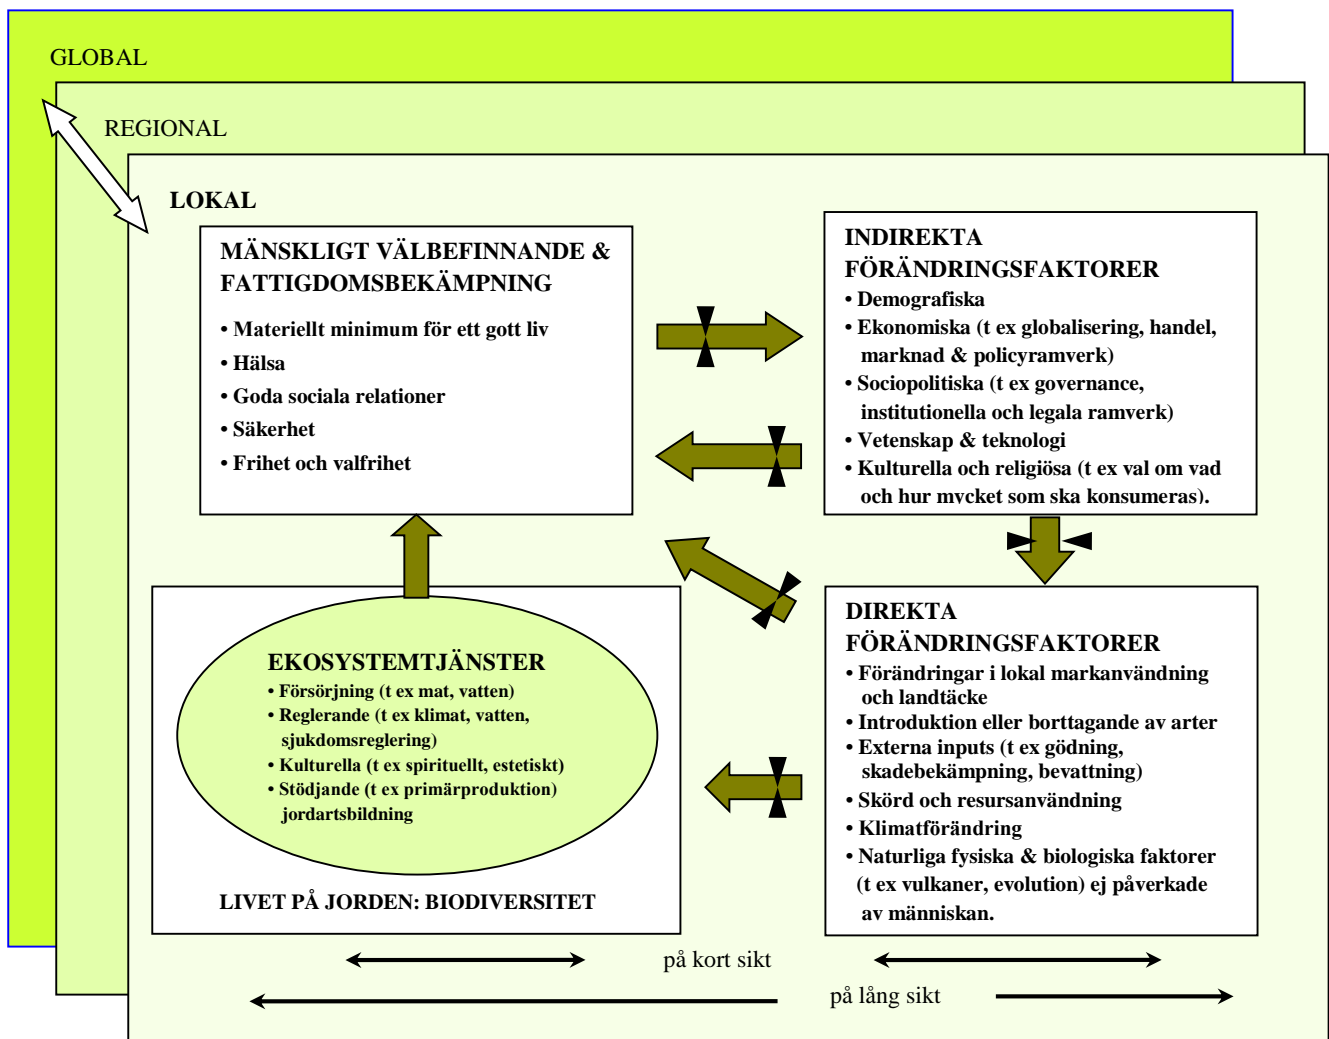 GLOBAL
REGIONAL
LOKAL
MÄNSKLIGT VÄLBEFINNANDE &
FATTIGDOMSBEKÄMPNING
• Materiellt minimum för ett gott liv
• Hälsa
• Goda sociala relationer
• Säkerhet
• Frihet och valfrihet
INDIREKTA
FÖRÄNDRINGSFAKTORER
• Demografiska
• Ekonomiska (t ex globalisering, handel,
marknad & policyramverk)
• Sociopolitiska (t ex governance,
institutionella och legala ramverk)
• Vetenskap & teknologi
• Kulturella och religiösa (t ex val om vad
och hur mycket som ska konsumeras).
EKOSYSTEMTJÄNSTER
• Försörjning (t ex mat, vatten)
• Reglerande (t ex klimat, vatten,
sjukdomsreglering)
• Kulturella (t ex spirituellt, estetiskt)
• Stödjande (t ex primärproduktion)
jordartsbildning
LIVET PÅ JORDEN: BIODIVERSITET
DIREKTA
FÖRÄNDRINGSFAKTORER
• Förändringar i lokal markanvändning
och landtäcke
• Introduktion eller borttagande av arter
• Externa inputs (t ex gödning,
skadebekämpning, bevattning)
• Skörd och resursanvändning
• Klimatförändring
• Naturliga fysiska & biologiska faktorer
(t ex vulkaner, evolution) ej påverkade
av människan.
på kort sikt
på lång sikt